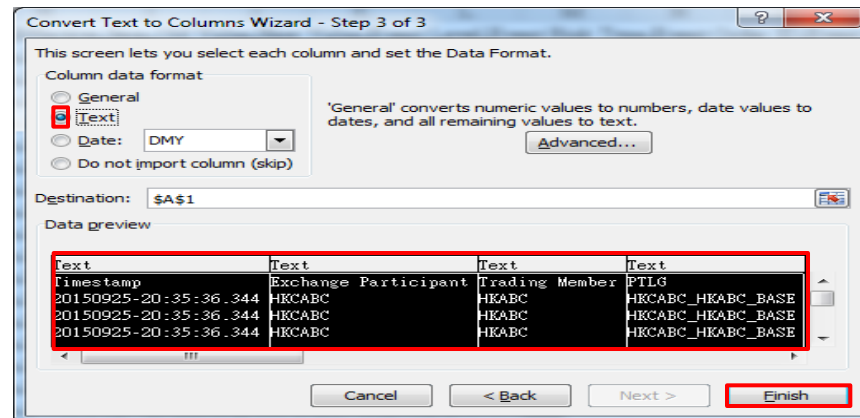 Convert Text to Columns Wizard - Step 3 of 3
This screen lets you select each column and set the Data Format.
Column data format
General
Text
Date: DMY
Do not import column (skip)
'General' converts numeric values to numbers, date values to
dates, and all remaining values to text.
Advanced...
Destination: $A$1
Data preview
Text Text Text Text
Timestamp Exchange Participant Trading Member PTLG
20150925-20:35:36.344 HKCABC HKABC HKCABC_HKABC_BASE
20150925-20:35:36.344 HKCABC HKABC HKCABC_HKABC_BASE
20150925-20:35:36.344 HKCABC HKABC HKCABC_HKABC_BASE
Cancel < Back Next > Finish